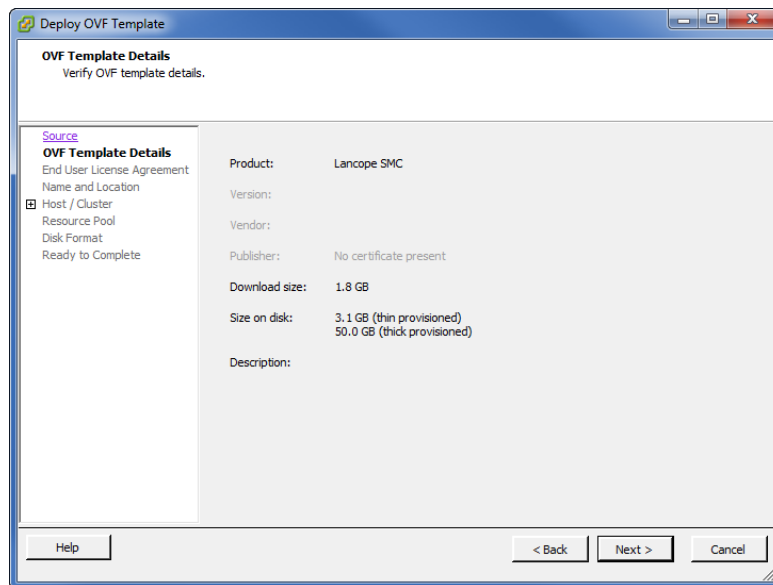 Deploy OVF Template
OVF Template Details
Verify OVF template details.
Source
OVF Template Details
End User License Agreement
Name and Location
Host / Cluster
Resource Pool
Disk Format
Ready to Complete
Product: Lancope SMC
Version:
Vendor:
Publisher: No certificate present
Download size: 1.8 GB
Size on disk: 3.1 GB (thin provisioned)
50.0 GB (thick provisioned)
Description:
Help
< Back
Next >
Cancel